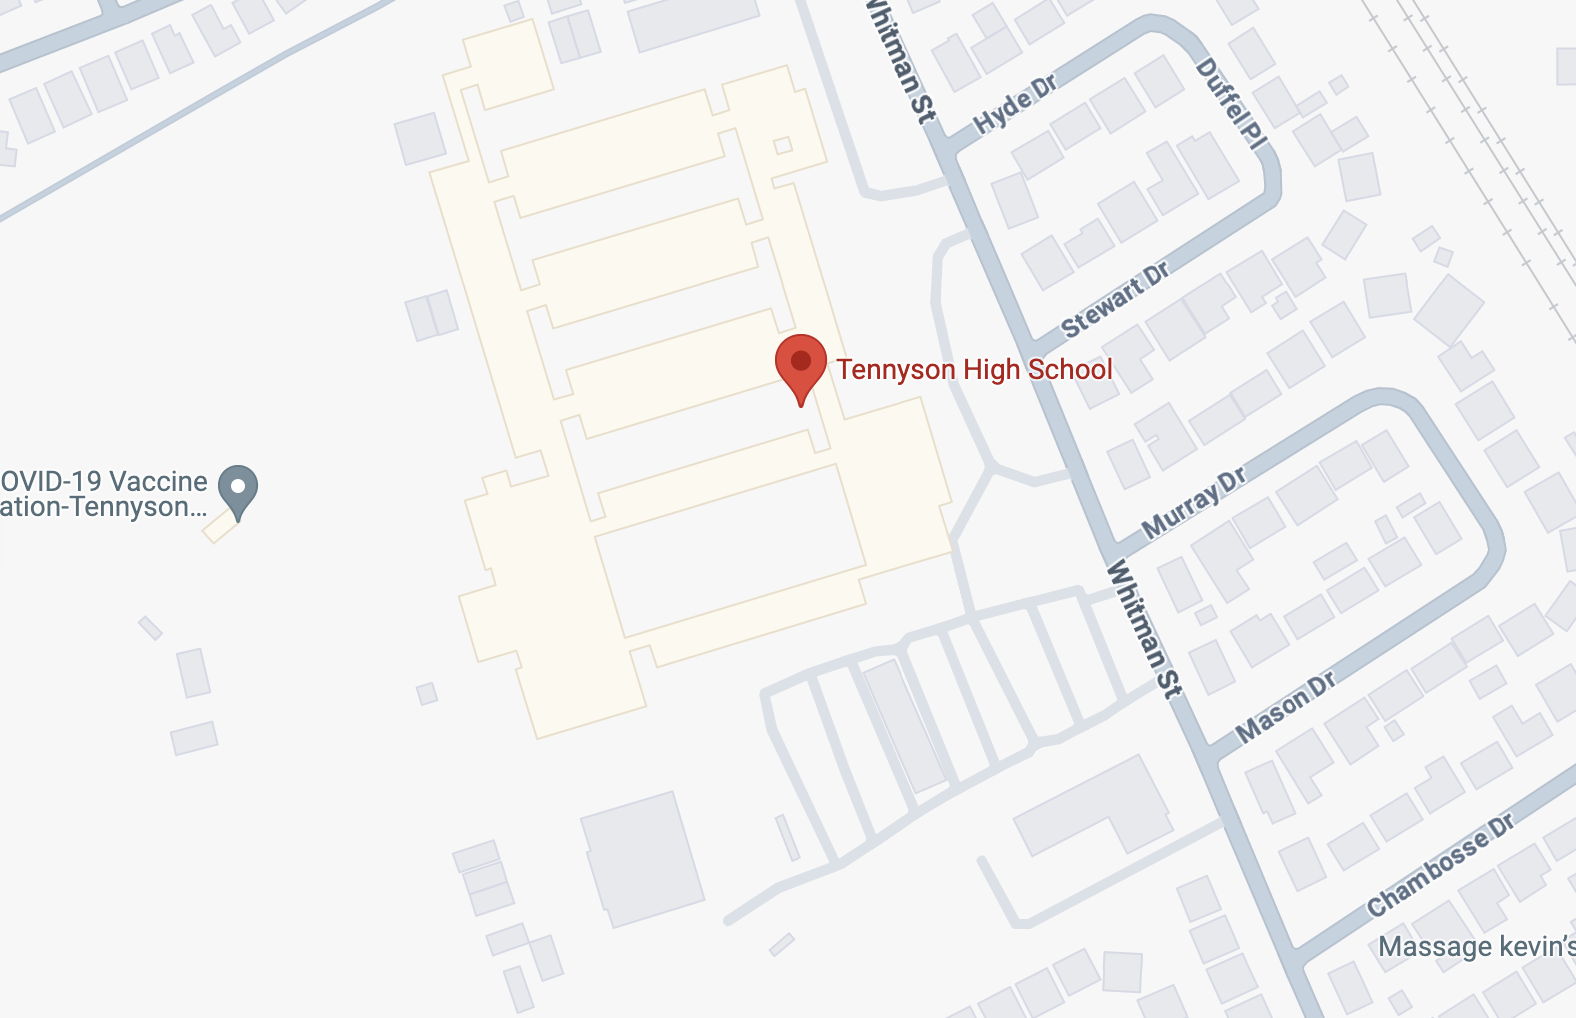 Whitman St
Hyde Dr
Duffel Pl
Stewart Dr
Tennyson High School
OVID-19 Vaccine
ation-Tennyson...
Murray Dr
Whitman St
Mason Dr
Chambosse Dr
Massage kevin's